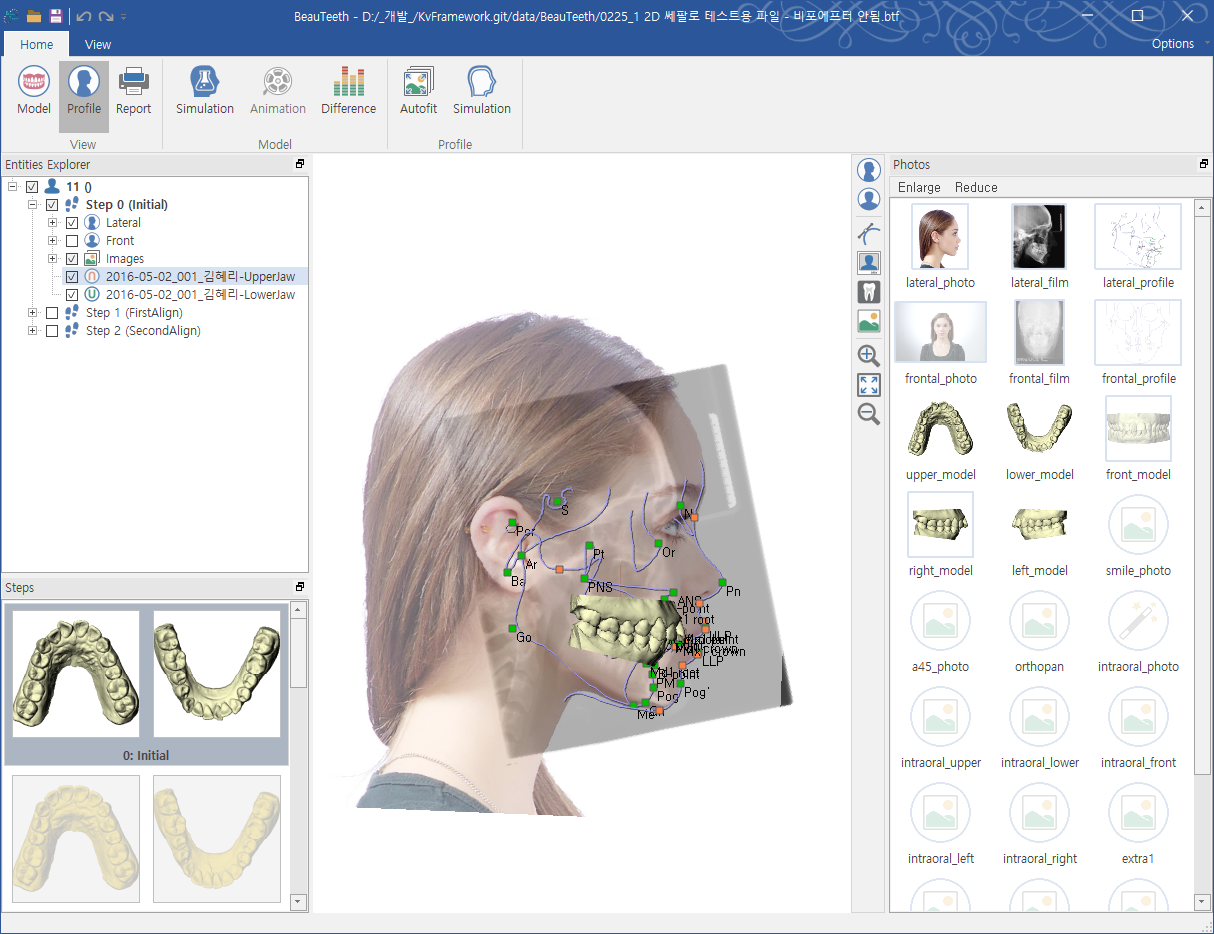 BeauTeeth - D:/_개발_/KvFramework.git/data/BeauTeeth/0225_1 2D 쎄팔로 테스트용 파일 - 비포에프터 안됨.btf
Home View
Options
Model Profile Report Simulation Animation Difference Autofit Simulation
View Model Profile
Entities Explorer
11 ()
Step 0 (Initial)
Lateral
Front
Images
2016-05-02_001_김혜리-UpperJaw
2016-05-02_001_김혜리-LowerJaw
Step 1 (FirstAlign)
Step 2 (SecondAlign)
Steps
0: Initial
S
N
Por
Or
Pt
Ar
Ba
PNS
Pn
ANS
Go
LLP
PM
Pog
Pog'
Me
Photos
Enlarge Reduce
lateral_photo lateral_film lateral_profile
frontal_photo frontal_film frontal_profile
upper_model lower_model front_model
right_model left_model smile_photo
a45_photo orthopan intraoral_photo
intraoral_upper intraoral_lower intraoral_front
intraoral_left intraoral_right extra1